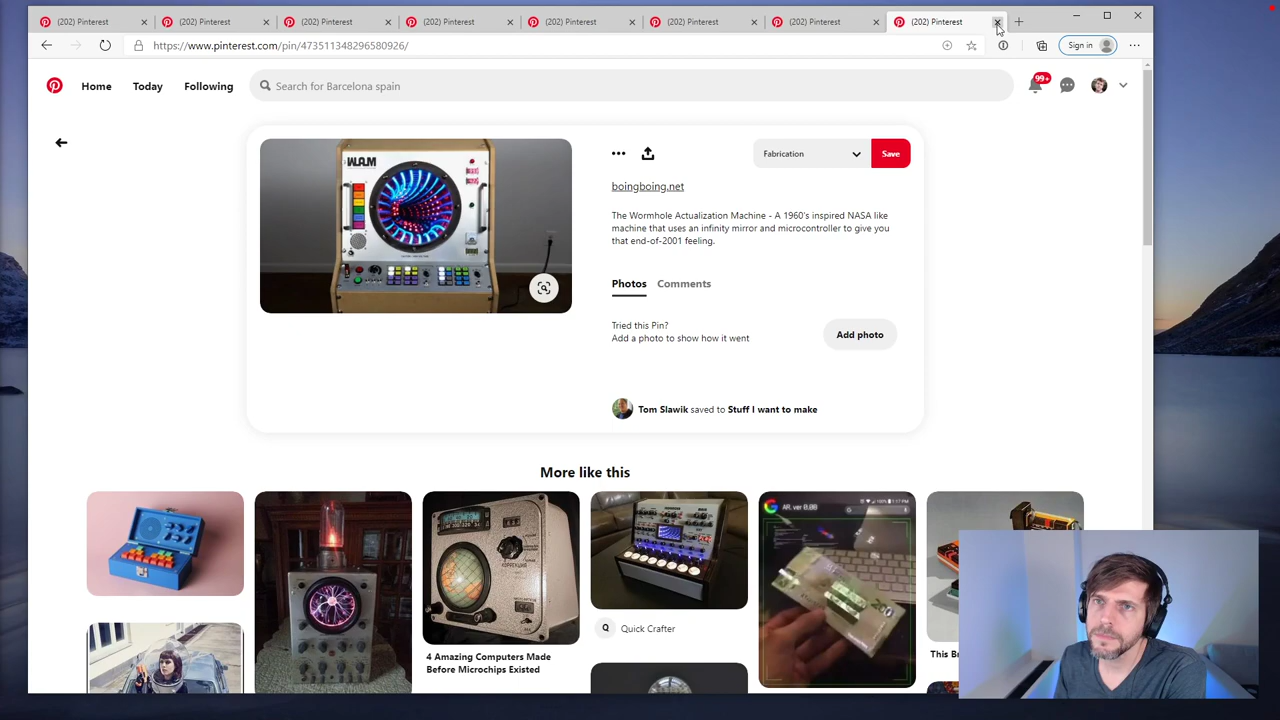 (202) Pinterest
(202) Pinterest
(202) Pinterest
(202) Pinterest
(202) Pinterest
(202) Pinterest
(202) Pinterest
(202) Pinterest
https://www.pinterest.com/pin/473511348296580926/
Sign in
Home
Today
Following
Search for Barcelona spain
99+
W.A.M.
Fabrication
Save
boingboing.net
The Wormhole Actualization Machine - A 1960's inspired NASA like
machine that uses an infinity mirror and microcontroller to give you
that end-of-2001 feeling.
Photos
Comments
Tried this Pin?
Add a photo to show how it went
Add photo
Tom Slawik saved to Stuff I want to make
More like this
AR. ver 0.08
Q
Quick Crafter
4 Amazing Computers Made
Before Microchips Existed
This B